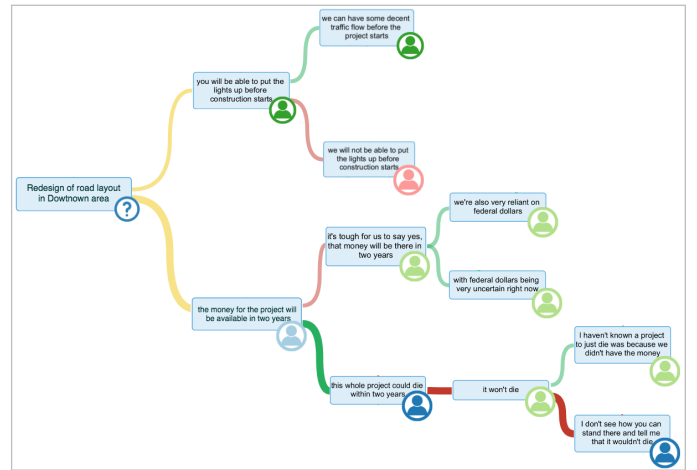 we can have some decent
traffic flow before the
project starts
you will be able to put the
lights up before
construction starts
we will not be able to put
the lights up before
construction starts
Redesign of road layout
in Dowtnown area
?
we're also very reliant on
federal dollars
it's tough for us to say yes,
that money will be there in
two years
with federal dollars being
very uncertain right now
the money for the project will
be available in two years
I haven't known a project
to just die was because we
didn't have the money
this whole project could die
within two years
it won't die
I don't see how you can
stand there and tell me
that it wouldn't die